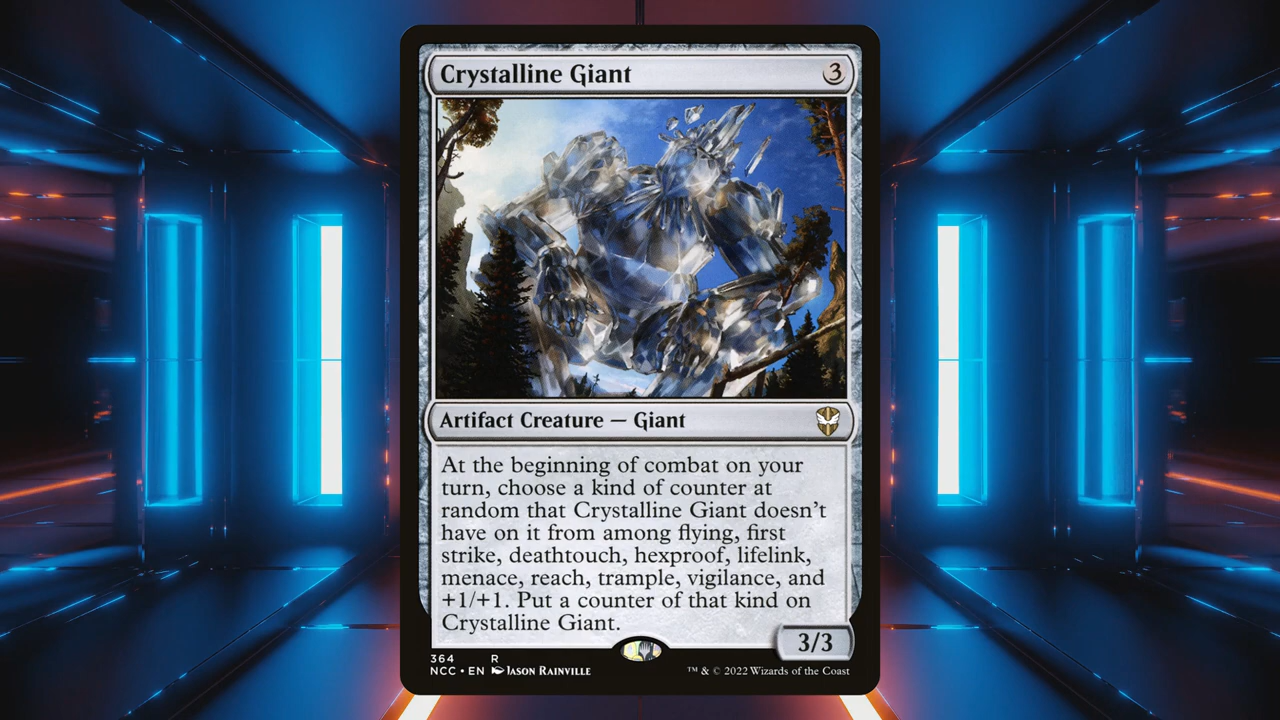 Crystalline Giant 3
Artifact Creature — Giant
At the beginning of combat on your
turn, choose a kind of counter at
random that Crystalline Giant doesn't
have on it from among flying, first
strike, deathtouch, hexproof, lifelink,
menace, reach, trample, vigilance, and
+1/+1. Put a counter of that kind on
Crystalline Giant.
3/3
364 R
NCC • EN Jason Rainville ™ & © 2022 Wizards of the Coast